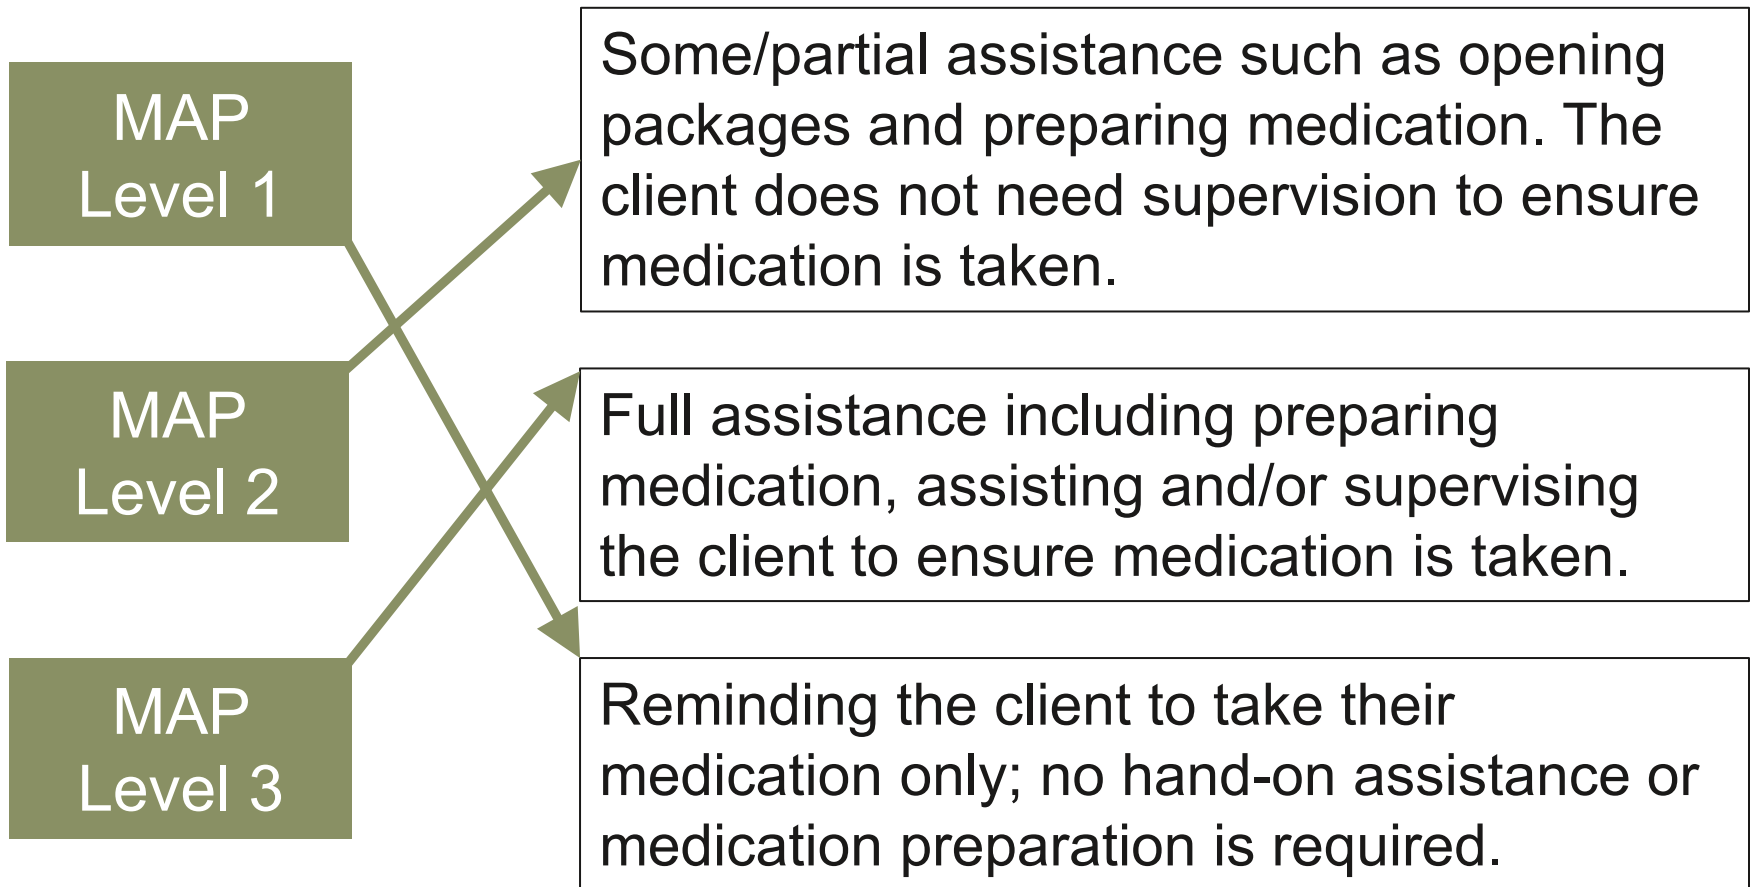 MAP
Level 1
MAP
Level 2
MAP
Level 3
Some/partial assistance such as opening
packages and preparing medication. The
client does not need supervision to ensure
medication is taken.
Full assistance including preparing
medication, assisting and/or supervising
the client to ensure medication is taken.
Reminding the client to take their
medication only; no hand-on assistance or
medication preparation is required.